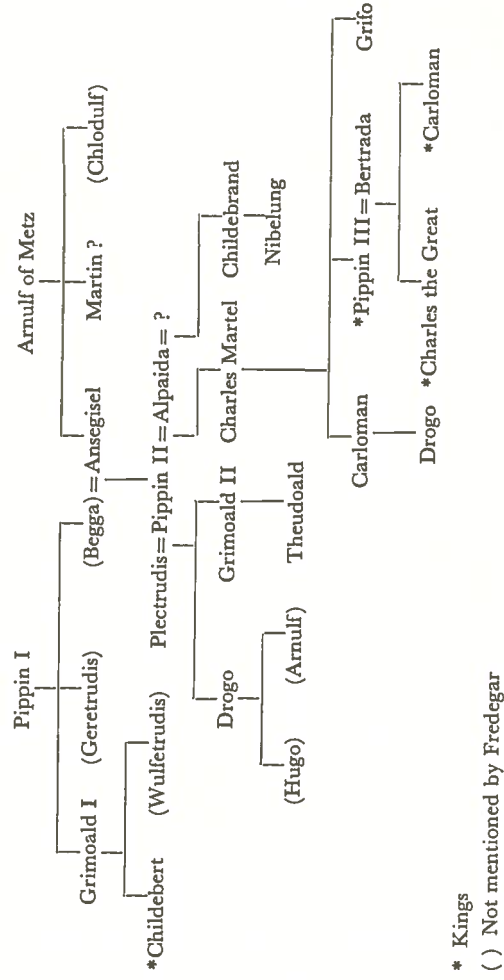 Pippin I Arnulf of Metz
Grimoald I (Geretrudis) (Begga)=Ansegisel Martin ? (Chlodulf)
*Childebert (Wulfetrudis) Plectrudis=Pippin II=Alpaida=?
Drogo Grimoald II Charles Martel Childebrand
(Hugo) (Arnulf) Theudoald Nibelung
Carloman *Pippin III=Bertrada Grifo
Drogo *Charles the Great *Carloman
* Kings
( ) Not mentioned by Fredegar